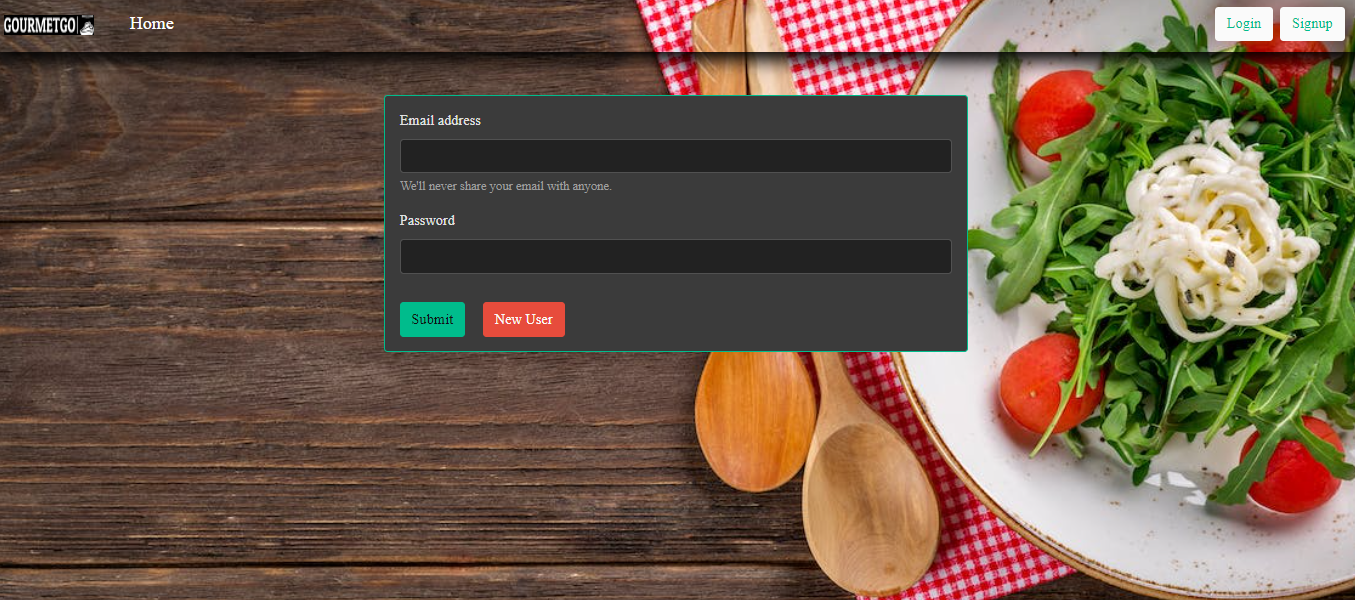 GOURMETGO
Home
Login
Signup
Email address
We'll never share your email with anyone.
Password
Submit
New User